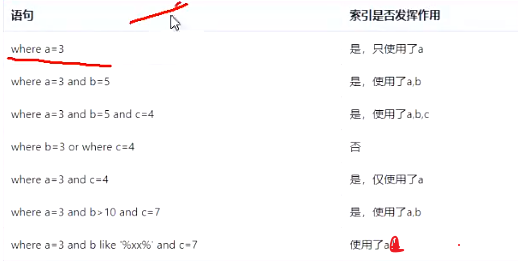 语句 索引是否发挥作用
where a=3 是，只使用了a
where a=3 and b=5 是，使用了a,b
where a=3 and b=5 and c=4 是，使用了a,b,c
where b=3 or where c=4 否
where a=3 and c=4 是，仅使用了a
where a=3 and b>10 and c=7 是，使用了a,b
where a=3 and b like '%xx%' and c=7 使用了a